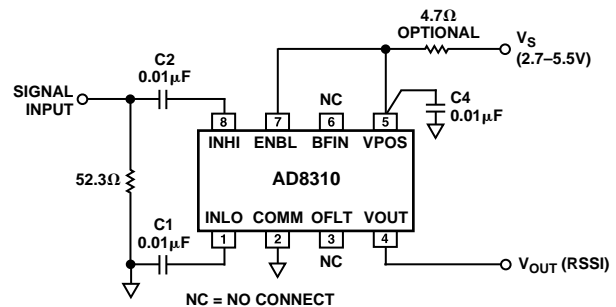 4.7Ω
OPTIONAL
VS
(2.7–5.5V)
C2
0.01µF
NC
C4
0.01µF
SIGNAL
INPUT
8
7
6
5
INHI
ENBL
BFIN
VPOS
AD8310
52.3Ω
C1
0.01µF
INLO
COMM
OFLT
VOUT
1
2
3
4
NC
VOUT (RSSI)
NC = NO CONNECT